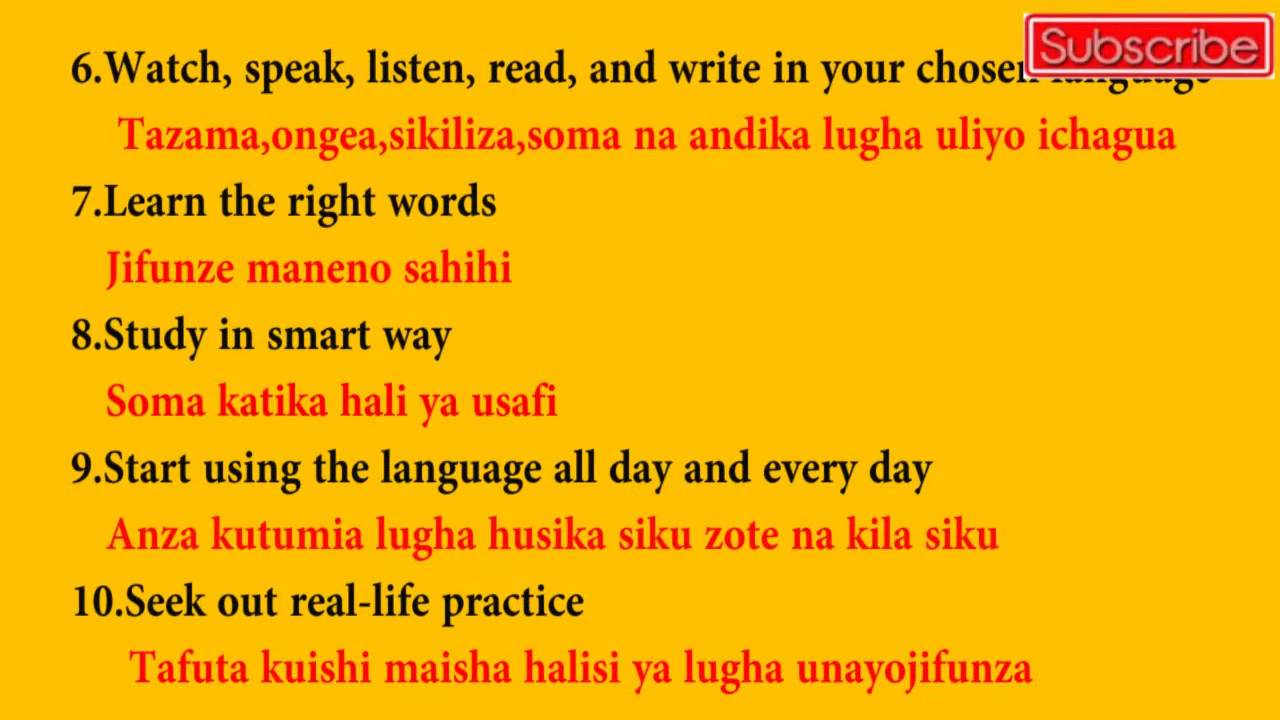 Subscribe
6.Watch, speak, listen, read, and write in your chosen language
Tazama,ongea,sikiliza,soma na andika lugha uliyo ichagua
7.Learn the right words
Jifunze maneno sahihi
8.Study in smart way
Soma katika hali ya usafi
9.Start using the language all day and every day
Anza kutumia lugha husika siku zote na kila siku
10.Seek out real-life practice
Tafuta kuishi maisha halisi ya lugha unayojifunza